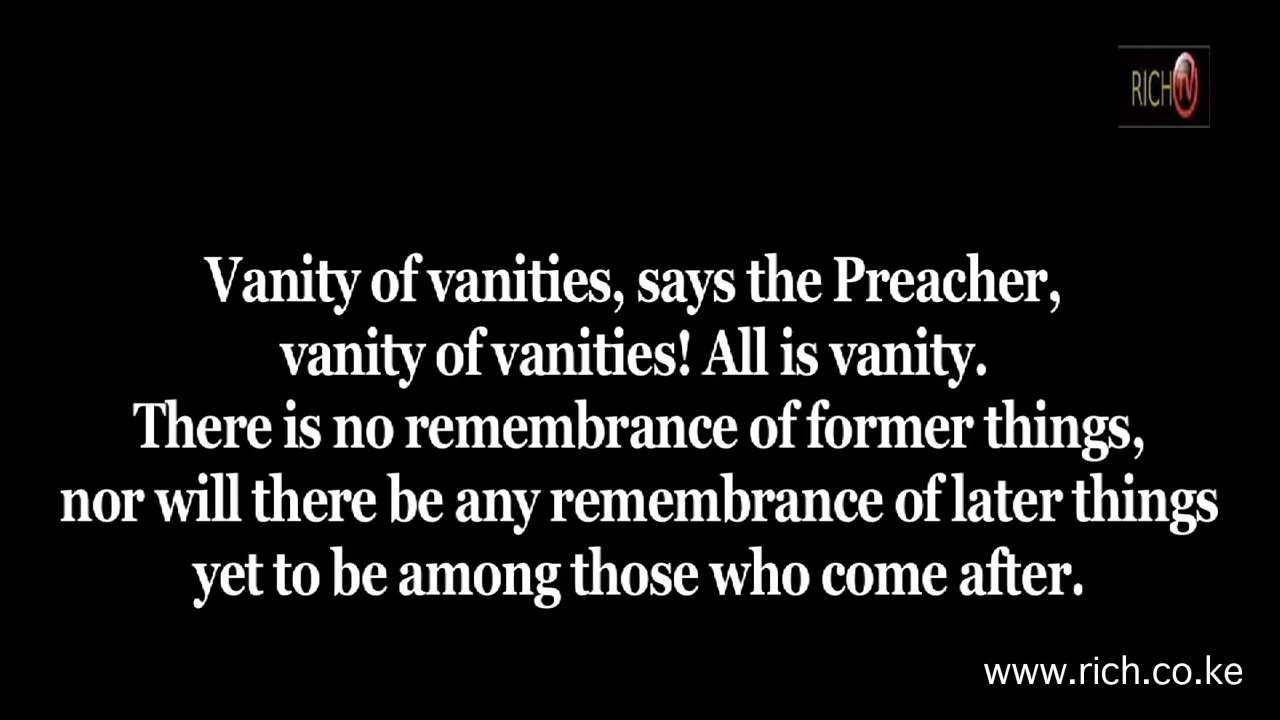 RICH TV
Vanity of vanities, says the Preacher,
vanity of vanities! All is vanity.
There is no remembrance of former things,
nor will there be any remembrance of later things
yet to be among those who come after.
www.rich.co.ke